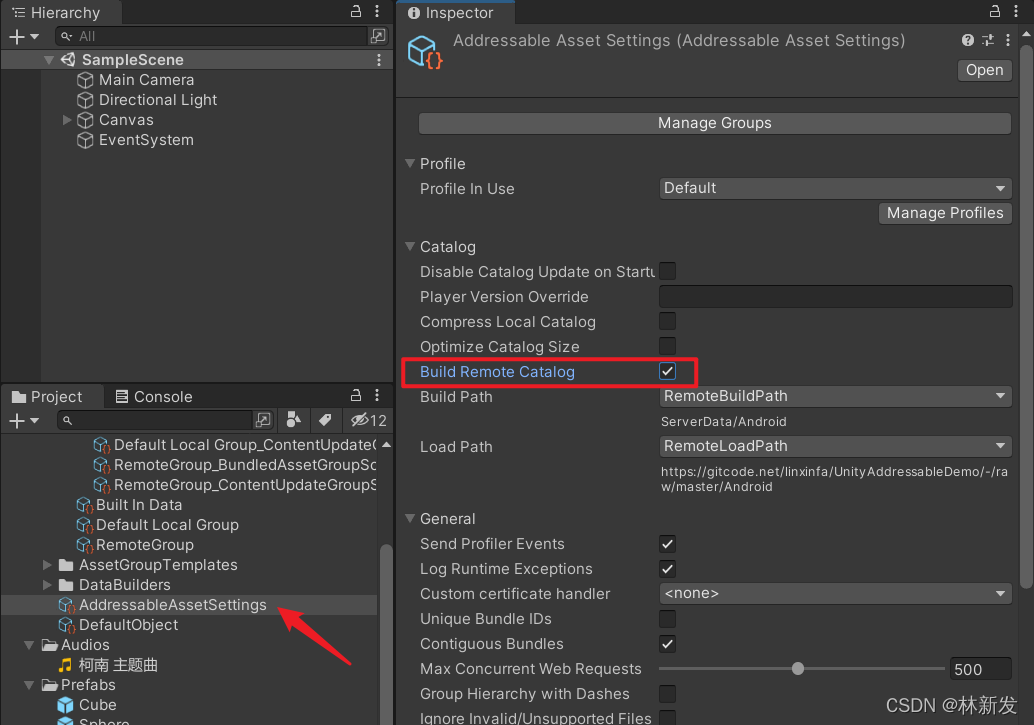 Hierarchy
All
SampleScene
Main Camera
Directional Light
Canvas
EventSystem
Project
Console
12
Default Local Group_ContentUpdateG
RemoteGroup_BundledAssetGroupSc
RemoteGroup_ContentUpdateGroupS
Built In Data
Default Local Group
RemoteGroup
AssetGroupTemplates
DataBuilders
AddressableAssetSettings
DefaultObject
Audios
柯南 主题曲
Prefabs
Cube
Sphere
Inspector
Addressable Asset Settings (Addressable Asset Settings)
Open
Manage Groups
Profile
Profile In Use
Default
Manage Profiles
Catalog
Disable Catalog Update on Startu
Player Version Override
Compress Local Catalog
Optimize Catalog Size
Build Remote Catalog
Build Path
RemoteBuildPath
ServerData/Android
Load Path
RemoteLoadPath
https://gitcode.net/linxinfa/UnityAddressableDemo/-/ra
w/master/Android
General
Send Profiler Events
Log Runtime Exceptions
Custom certificate handler
<none>
Unique Bundle IDs
Contiguous Bundles
Max Concurrent Web Requests
500
Group Hierarchy with Dashes
Ignore Invalid/Unsupported Files
CSDN @林新发